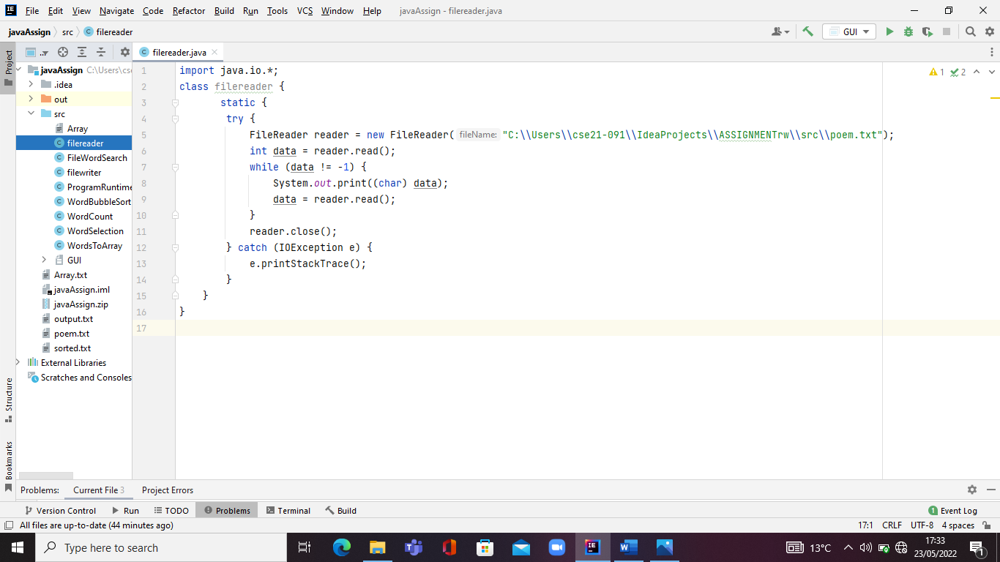 File Edit View Navigate Code Refactor Build Run Tools VCS Window Help javaAssign - filereader.java
javaAssign src filereader GUI
Project
.. filereader.java
javaAssign C:\Users\cse
.idea
out
src
Array
filereader
FileWordSearch
filewriter
ProgramRuntime
WordBubbleSort
WordCount
WordSelection
WordsToArray
GUI
Array.txt
javaAssign.iml
javaAssign.zip
output.txt
poem.txt
sorted.txt
External Libraries
Scratches and Consoles
1 import java.io.*;
2 class filereader {
3 static {
4 try {
5 FileReader reader = new FileReader( fileName: "C:\\Users\\cse21-091\\IdeaProjects\\ASSIGNMENTrw\\src\\poem.txt");
6 int data = reader.read();
7 while (data != -1) {
8 System.out.print((char) data);
9 data = reader.read();
10 }
11 reader.close();
12 } catch (IOException e) {
13 e.printStackTrace();
14 }
15 }
16 }
17
1 2
Structure
Bookmarks
Problems: Current File 3 Project Errors
Version Control Run TODO Problems Terminal Build 1 Event Log
All files are up-to-date (44 minutes ago) 17:1 CRLF UTF-8 4 spaces
Type here to search 13°C 17:33
23/05/2022 1